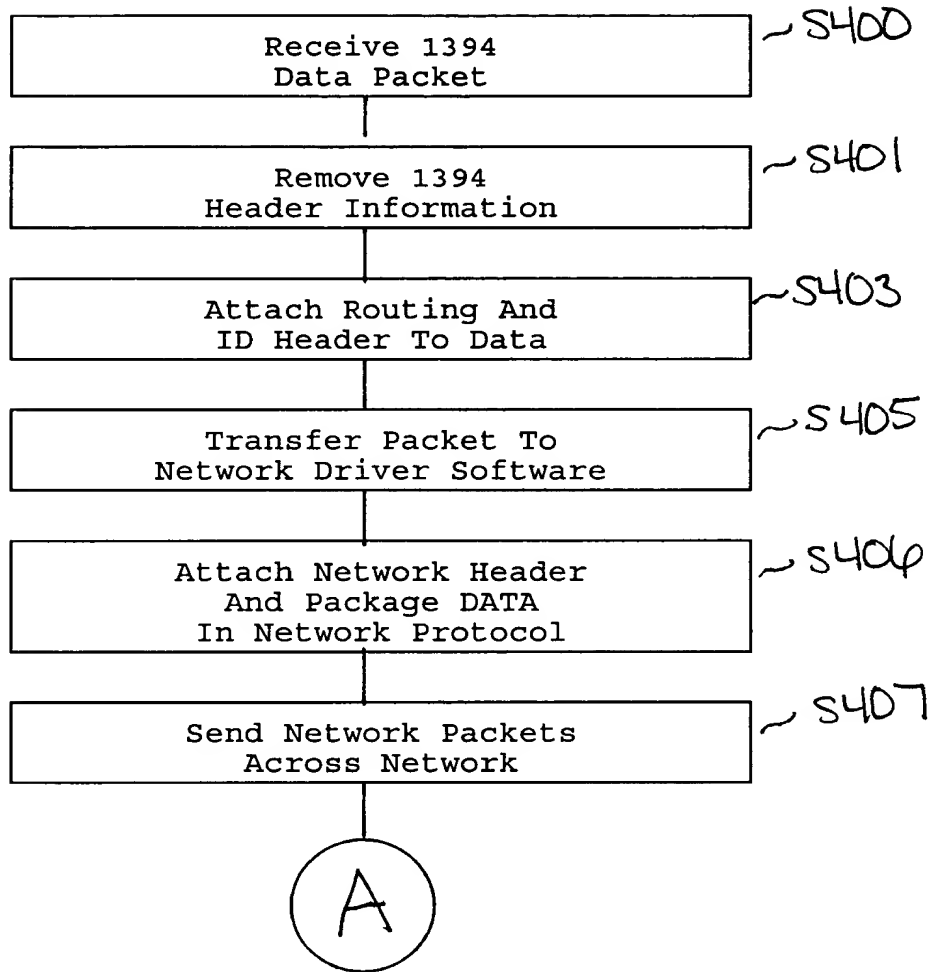 Receive 1394
Data Packet
~S400
Remove 1394
Header Information
~S401
Attach Routing And
ID Header To Data
~S403
Transfer Packet To
Network Driver Software
~S405
Attach Network Header
And Package DATA
In Network Protocol
~S406
Send Network Packets
Across Network
~S407
A